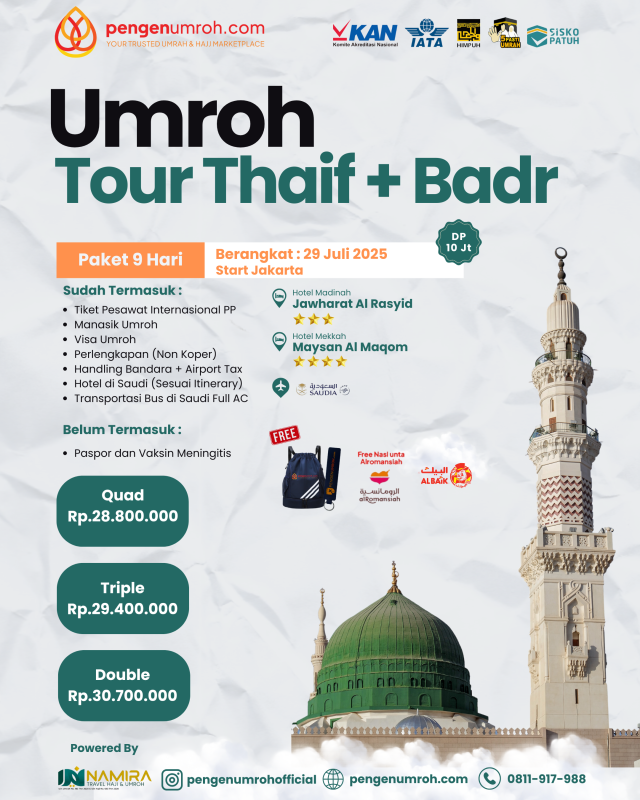 pengenumroh.com
YOUR TRUSTED UMRAH & HAJJ MARKETPLACE
KAN
Komite Akreditasi Nasional
IATA
HIMPUH
5 PASTI UMRAH
SISKO
PATUH
Umroh
Tour Thaif + Badr
DP
10 Jt
Paket 9 Hari
Berangkat : 29 Juli 2025
Start Jakarta
Sudah Termasuk :
• Tiket Pesawat Internasional PP
• Manasik Umroh
• Visa Umroh
• Perlengkapan (Non Koper)
• Handling Bandara + Airport Tax
• Hotel di Saudi (Sesuai Itinerary)
• Transportasi Bus di Saudi Full AC
Hotel Madinah
Jawharat Al Rasyid
Hotel Mekkah
Maysan Al Maqom
السعودية
SAUDIA
Belum Termasuk :
• Paspor dan Vaksin Meningitis
FREE
Free Nasi unta
Alromansiah
الرومانسية
alRomansiah
البيك
ALBAIK
Quad
Rp.28.800.000
Triple
Rp.29.400.000
Double
Rp.30.700.000
Powered By
NAMIRA
TRAVEL HAJI & UMROH
pengenumrohofficial
pengenumroh.com
0811-917-988